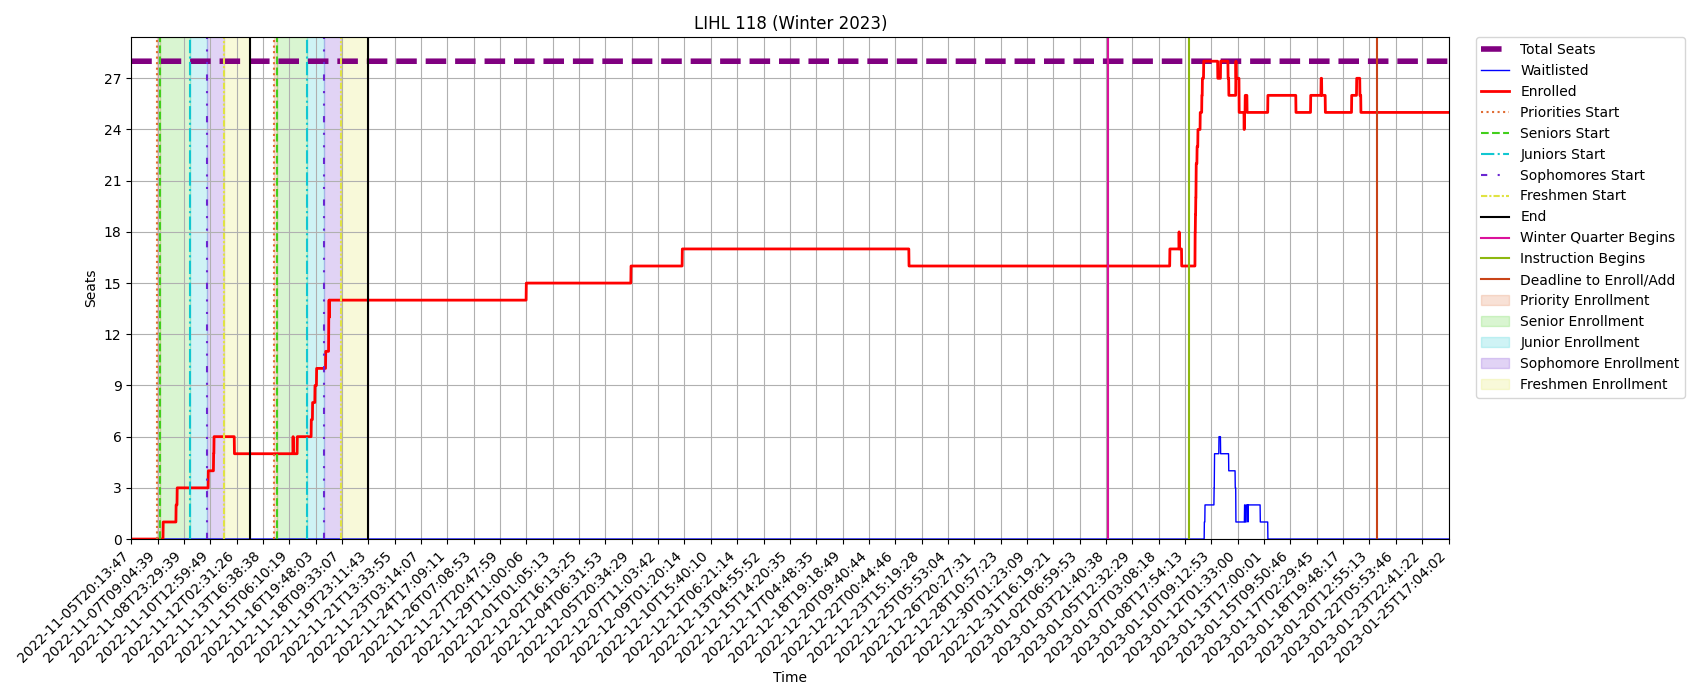 LIHL 118 (Winter 2023)
Seats
27
24
21
18
15
12
9
6
3
0
2022-11-05T20:13:47
2022-11-07T09:04:39
2022-11-08T23:29:39
2022-11-10T12:59:49
2022-11-12T02:31:26
2022-11-13T16:38:38
2022-11-15T06:10:19
2022-11-16T19:48:03
2022-11-18T09:33:07
2022-11-19T23:11:43
2022-11-21T13:33:55
2022-11-23T03:14:07
2022-11-24T17:09:11
2022-11-26T07:08:53
2022-11-27T20:47:59
2022-11-29T11:00:06
2022-12-01T01:05:13
2022-12-02T16:13:25
2022-12-04T06:31:53
2022-12-05T20:34:29
2022-12-07T11:03:42
2022-12-09T01:20:14
2022-12-10T15:40:10
2022-12-12T06:21:14
2022-12-13T04:55:52
2022-12-15T14:20:35
2022-12-17T04:48:35
2022-12-18T19:18:49
2022-12-20T09:40:44
2022-12-22T00:44:46
2022-12-23T15:19:28
2022-12-25T05:53:04
2022-12-26T20:27:31
2022-12-28T10:57:23
2022-12-30T01:23:09
2022-12-31T16:19:21
2023-01-02T06:59:53
2023-01-03T21:40:38
2023-01-05T12:32:29
2023-01-07T03:08:18
2023-01-08T17:54:13
2023-01-10T09:12:53
2023-01-12T01:33:00
2023-01-13T17:00:01
2023-01-15T09:50:46
2023-01-17T02:29:45
2023-01-18T19:48:17
2023-01-20T12:55:13
2023-01-22T05:53:46
2023-01-23T22:41:22
2023-01-25T17:04:02
Time
Total Seats
Waitlisted
Enrolled
Priorities Start
Seniors Start
Juniors Start
Sophomores Start
Freshmen Start
End
Winter Quarter Begins
Instruction Begins
Deadline to Enroll/Add
Priority Enrollment
Senior Enrollment
Junior Enrollment
Sophomore Enrollment
Freshmen Enrollment